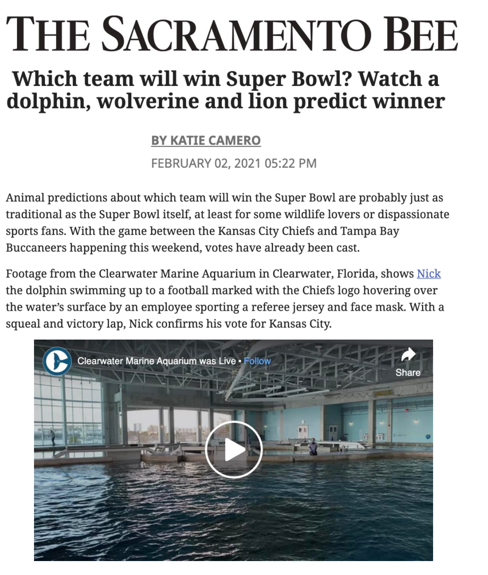 THE SACRAMENTO BEE
Which team will win Super Bowl? Watch a
dolphin, wolverine and lion predict winner
BY KATIE CAMERO
FEBRUARY 02, 2021 05:22 PM
Animal predictions about which team will win the Super Bowl are probably just as
traditional as the Super Bowl itself, at least for some wildlife lovers or dispassionate
sports fans. With the game between the Kansas City Chiefs and Tampa Bay
Buccaneers happening this weekend, votes have already been cast.
Footage from the Clearwater Marine Aquarium in Clearwater, Florida, shows Nick
the dolphin swimming up to a football marked with the Chiefs logo hovering over
the water’s surface by an employee sporting a referee jersey and face mask. With a
squeal and victory lap, Nick confirms his vote for Kansas City.
Clearwater Marine Aquarium was Live • Follow
Share